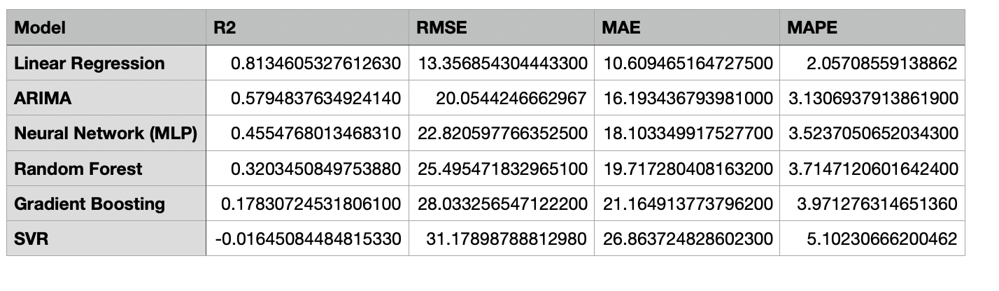 Model R2 RMSE MAE MAPE
Linear Regression 0.8134605327612630 13.356854304443300 10.609465164727500 2.05708559138862
ARIMA 0.5794837634924140 20.0544246662967 16.193436793981000 3.1306937913861900
Neural Network (MLP) 0.4554768013468310 22.820597766352500 18.103349917527700 3.5237050652034300
Random Forest 0.3203450849753880 25.495471832965100 19.717280408163200 3.7147120601642400
Gradient Boosting 0.17830724531806100 28.033256547122200 21.164913773796200 3.971276314651360
SVR -0.01645084484815330 31.17898788812980 26.863724828602300 5.10230666200462